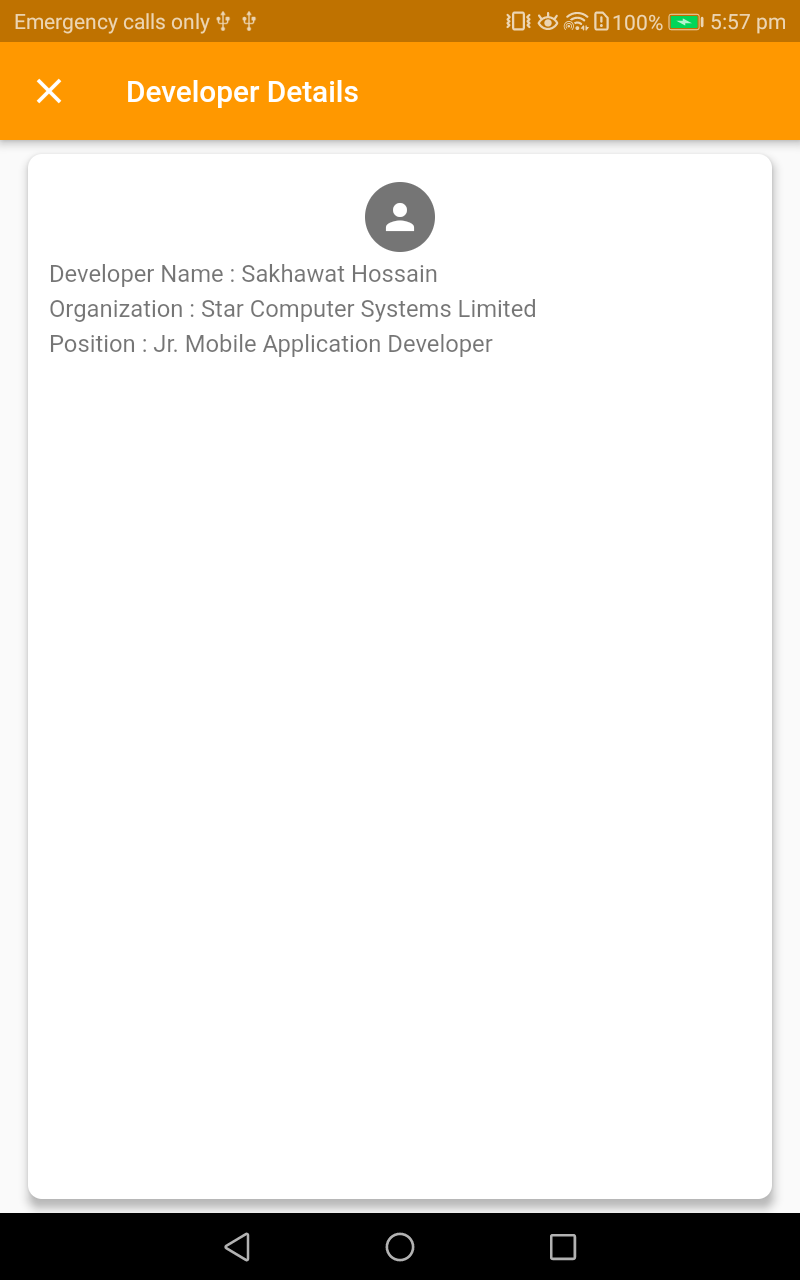 Emergency calls only 100% 5:57 pm
Developer Details
Developer Name : Sakhawat Hossain
Organization : Star Computer Systems Limited
Position : Jr. Mobile Application Developer